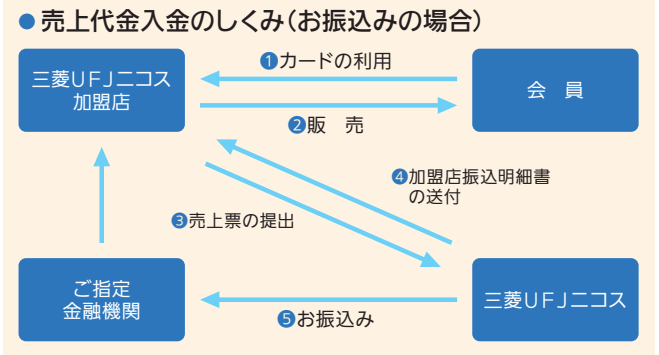 ● 売上代金入金のしくみ(お振込みの場合)
三菱UFJニコス
加盟店
❶カードの利用
会　員
❷販　売
❹加盟店振込明細書
の送付
❸売上票の提出
ご指定
金融機関
❺お振込み
三菱UFJニコス